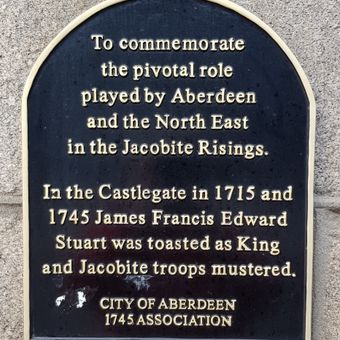 To commemorate
the pivotal role
played by Aberdeen
and the North East
in the Jacobite Risings.
In the Castlegate in 1715 and
1745 James Francis Edward
Stuart was toasted as King
and Jacobite troops mustered.
CITY OF ABERDEEN
1745 ASSOCIATION